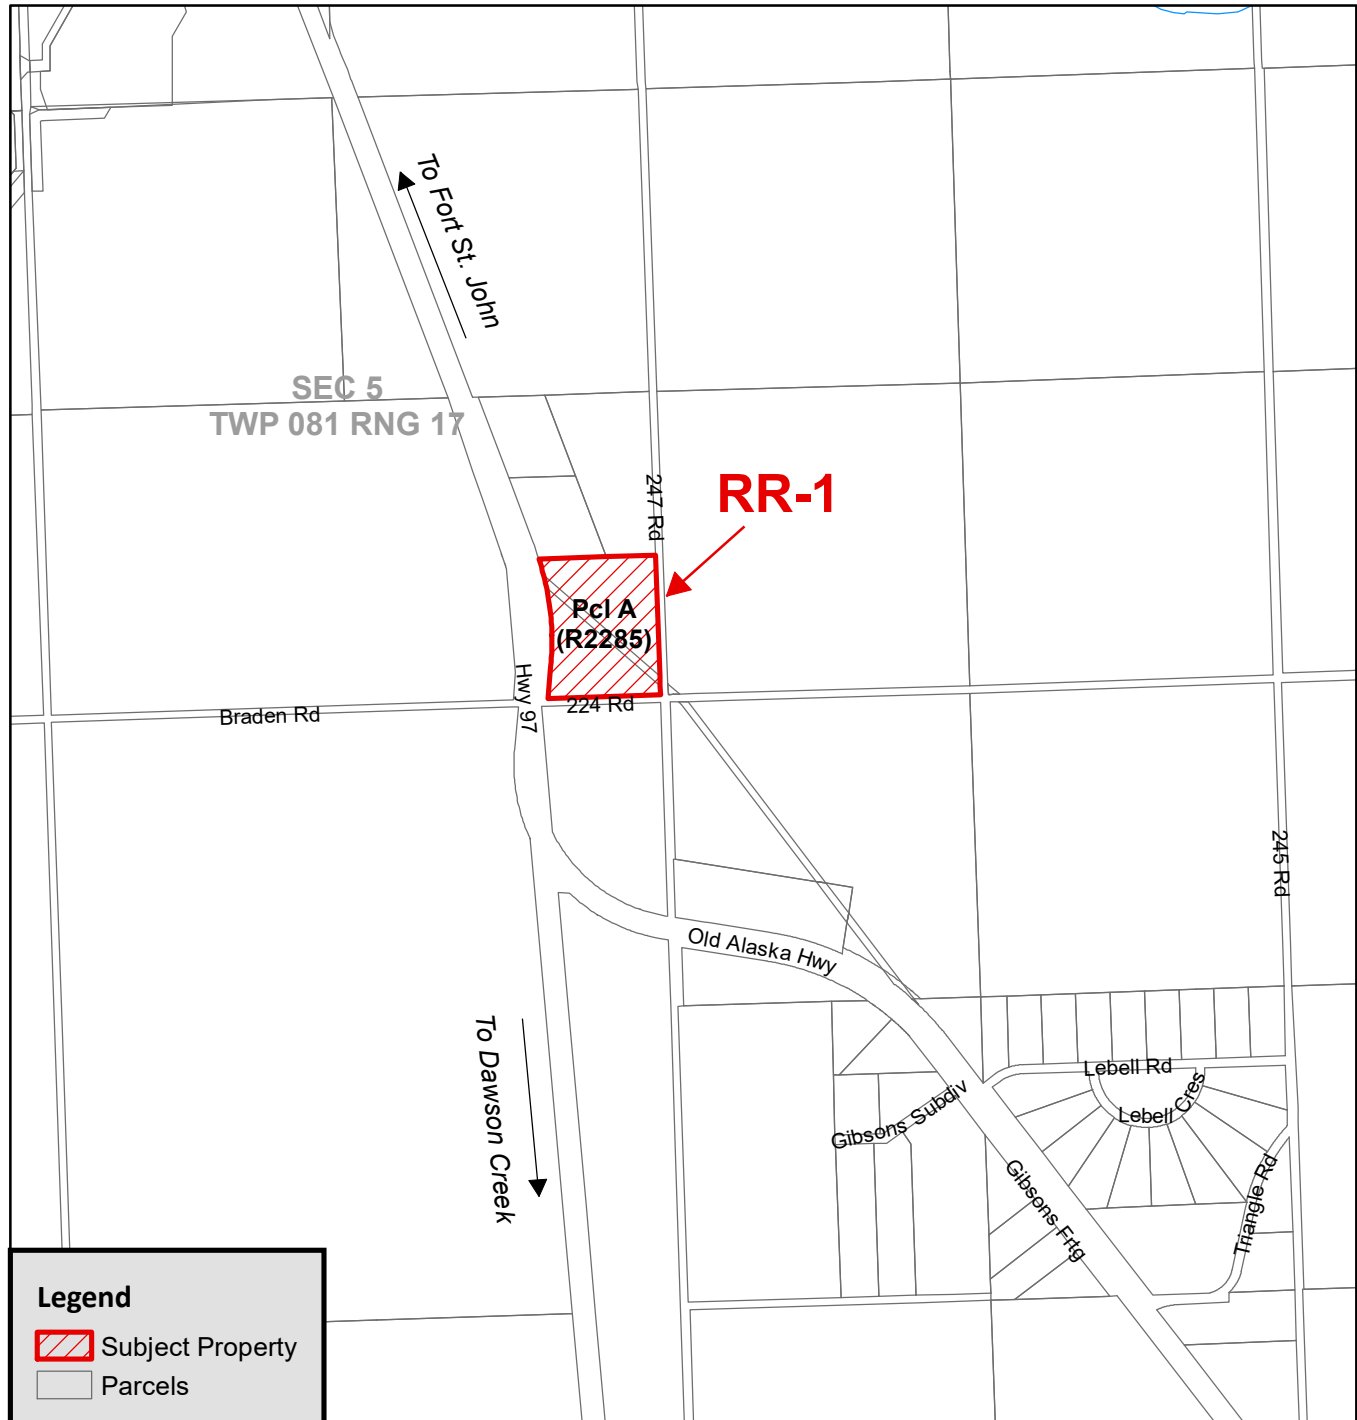 To Fort St. John
SEC 5
TWP 081 RNG 17
247 Rd
RR-1
Pcl A
(R2285)
Hwy 97
224 Rd
Braden Rd
245 Rd
Old Alaska Hwy
To Dawson Creek
Lebell Rd
Lebell Cres
Gibsons Subdiv
Gibsons Frtg
Triangle Rd
Legend
Subject Property
Parcels